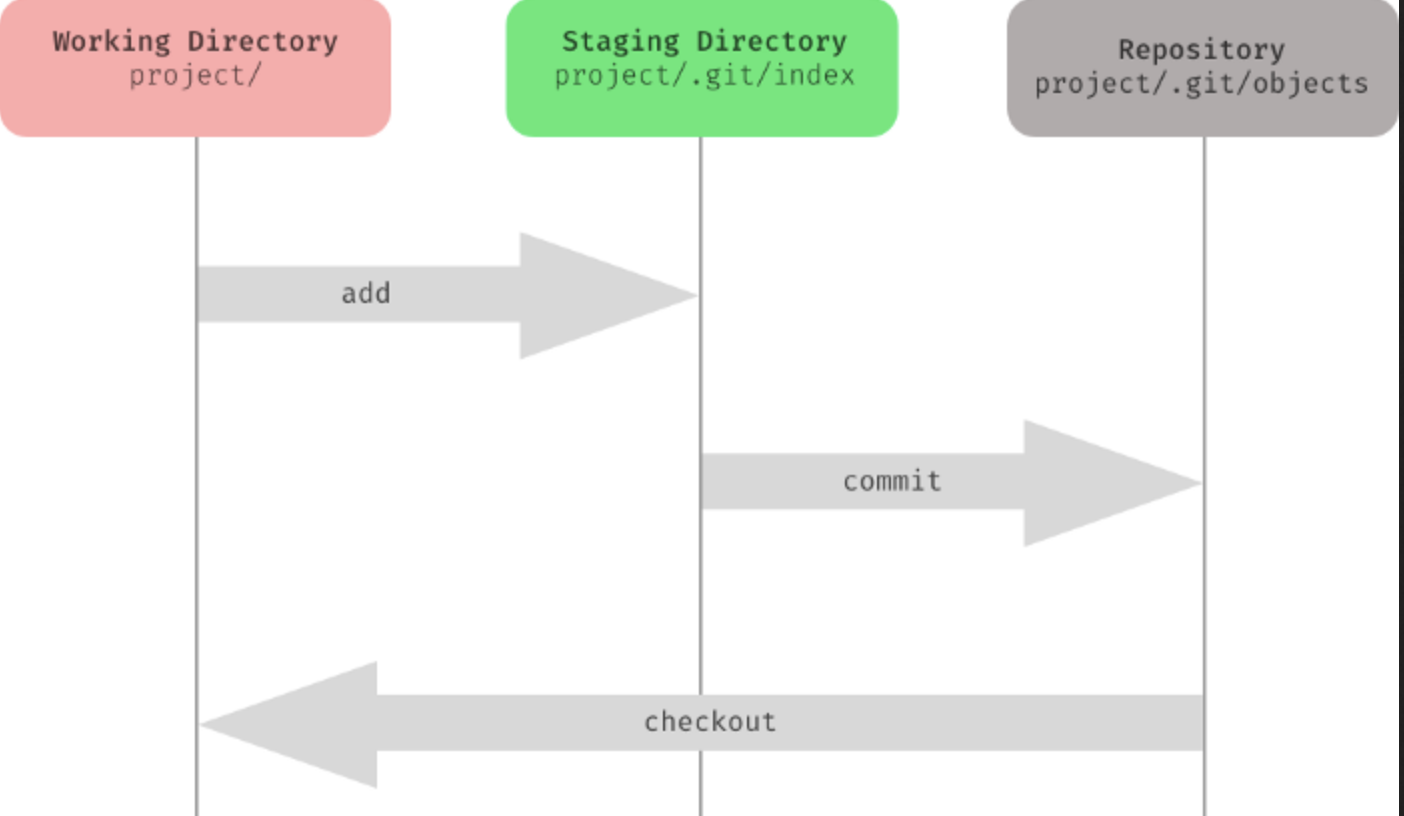 Working Directory
project/
Staging Directory
project/.git/index
Repository
project/.git/objects
add
commit
checkout